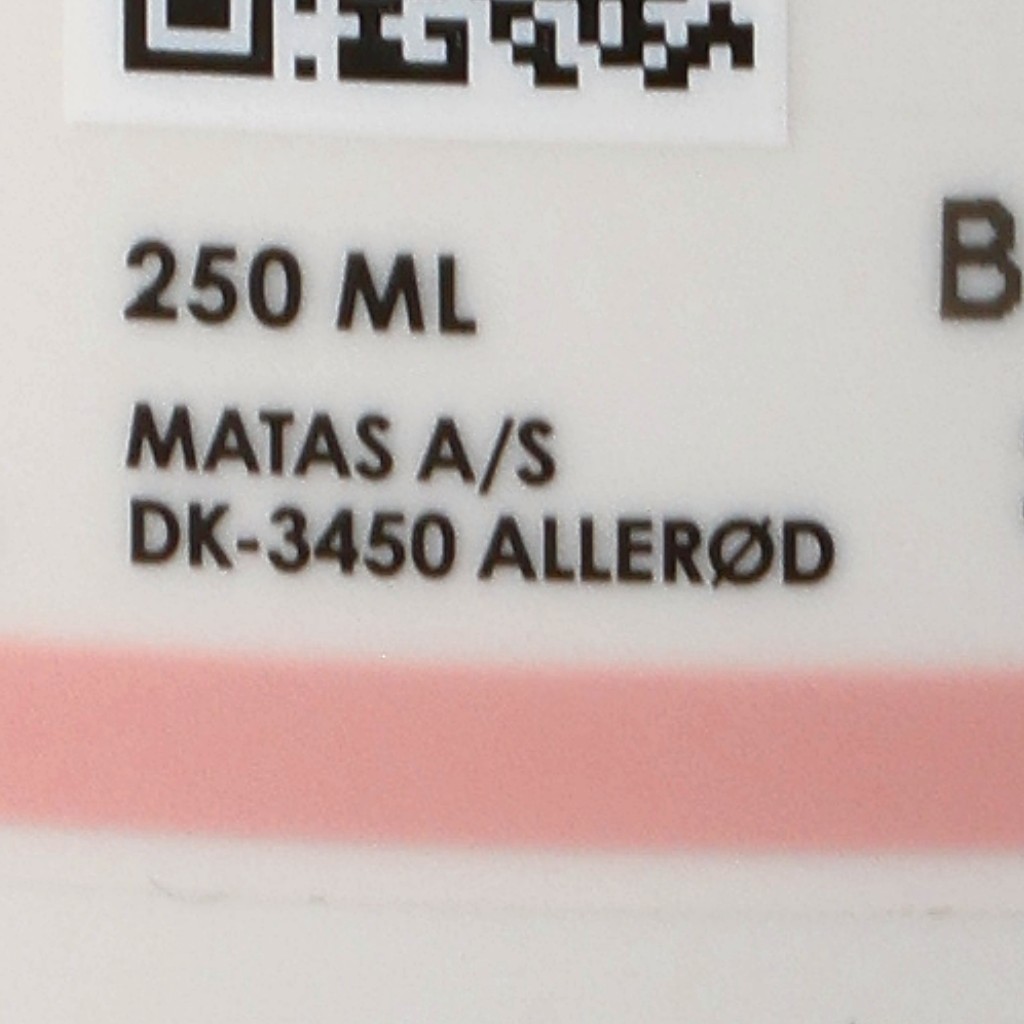 250 ML
MATAS A/S
DK-3450 ALLERØD